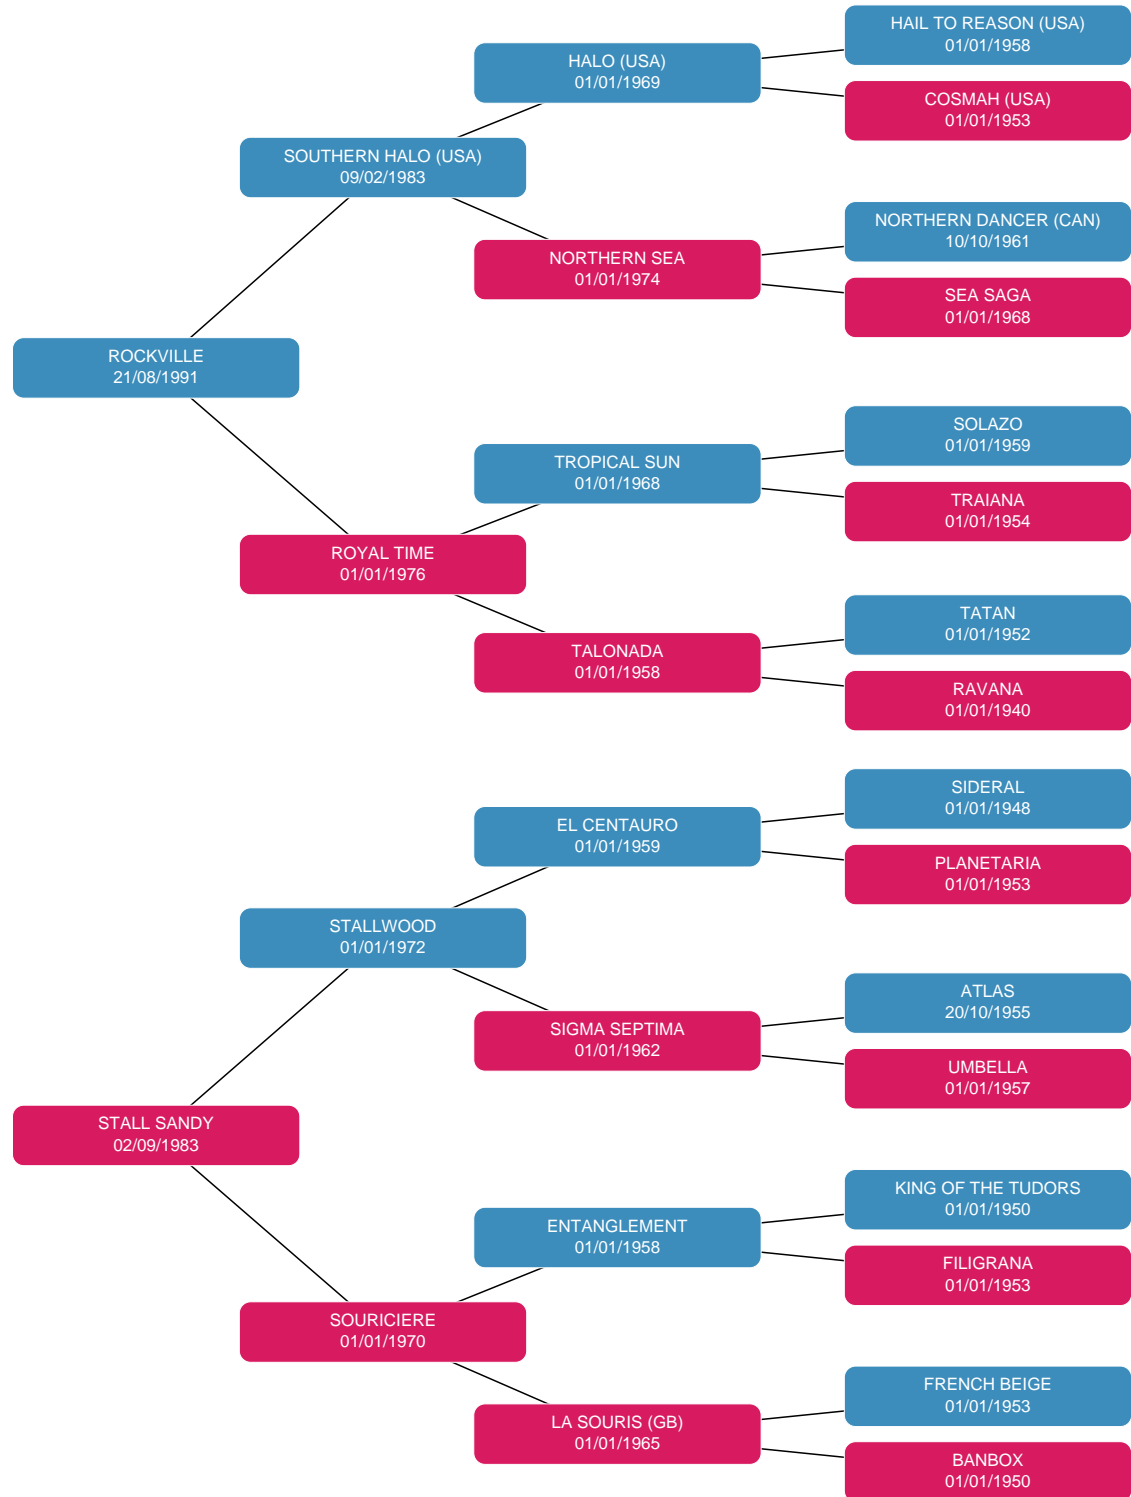 HAIL TO REASON (USA)
01/01/1958
HALO (USA)
01/01/1969
COSMAH (USA)
01/01/1953
SOUTHERN HALO (USA)
09/02/1983
NORTHERN DANCER (CAN)
10/10/1961
NORTHERN SEA
01/01/1974
SEA SAGA
01/01/1968
ROCKVILLE
21/08/1991
SOLAZO
01/01/1959
TROPICAL SUN
01/01/1968
TRAIANA
01/01/1954
ROYAL TIME
01/01/1976
TATAN
01/01/1952
TALONADA
01/01/1958
RAVANA
01/01/1940
SIDERAL
01/01/1948
EL CENTAURO
01/01/1959
PLANETARIA
01/01/1953
STALLWOOD
01/01/1972
ATLAS
20/10/1955
SIGMA SEPTIMA
01/01/1962
UMBELLA
01/01/1957
STALL SANDY
02/09/1983
KING OF THE TUDORS
01/01/1950
ENTANGLEMENT
01/01/1958
FILIGRANA
01/01/1953
SOURICIERE
01/01/1970
FRENCH BEIGE
01/01/1953
LA SOURIS (GB)
01/01/1965
BANBOX
01/01/1950